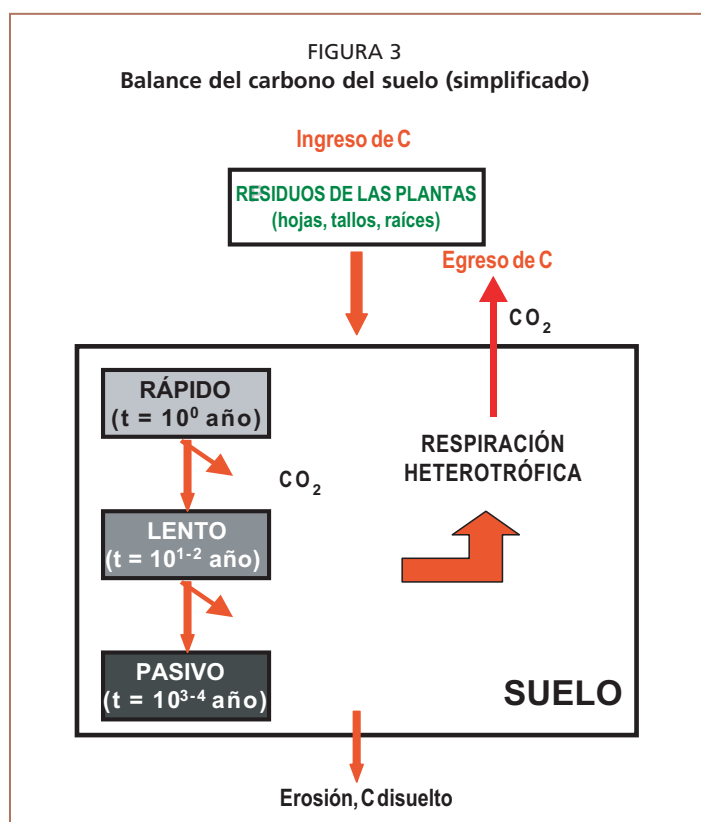 FIGURA 3
Balance del carbono del suelo (simplificado)
Ingreso de C
RESIDUOS DE LAS PLANTAS
(hojas, tallos, raíces)
Egreso de C
CO₂
RÁPIDO
(t = 10⁰ año)
CO₂
LENTO
(t = 10¹⁻² año)
PASIVO
(t = 10³⁻⁴ año)
RESPIRACIÓN
HETEROTRÓFICA
SUELO
Erosión, C disuelto